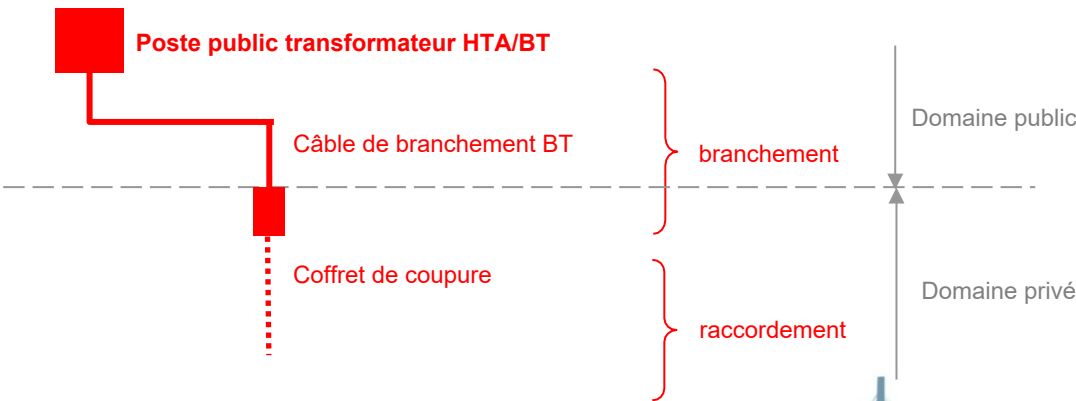 Poste public transformateur HTA/BT
Domaine public
Câble de branchement BT
branchement
Coffret de coupure
Domaine privé
raccordement